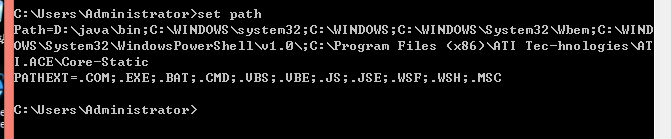 C:\Users\Administrator>set path
Path=D:\java\bin;C:\WINDOWS\system32;C:\WINDOWS;C:\WINDOWS\System32\Wbem;C:\WIND
OWS\System32\WindowsPowerShell\v1.0\;C:\Program Files (x86)\ATI Tec-hnologies\AT
I.ACE\Core-Static
PATHEXT=.COM;.EXE;.BAT;.CMD;.VBS;.VBE;.JS;.JSE;.WSF;.WSH;.MSC
C:\Users\Administrator>